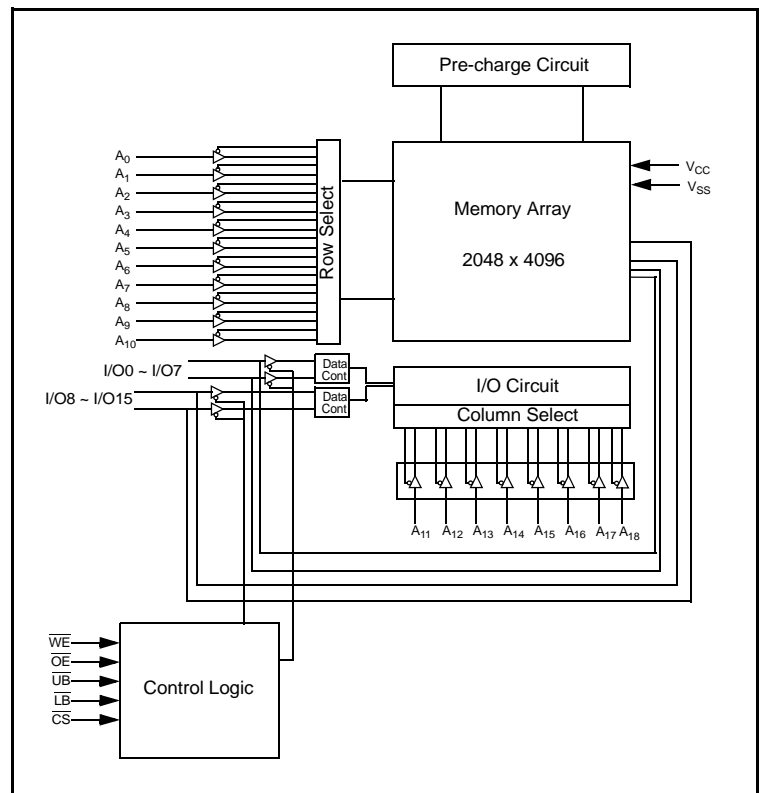 Pre-charge Circuit
A0
A1
A2
A3
A4
A5
A6
A7
A8
A9
A10
Row Select
Memory Array
2048 x 4096
VCC
VSS
I/O0 ~ I/O7
I/O8 ~ I/O15
Data
Cont
Data
Cont
I/O Circuit
Column Select
A11 A12 A13 A14 A15 A16 A17 A18
WE
OE
UB
LB
CS
Control Logic